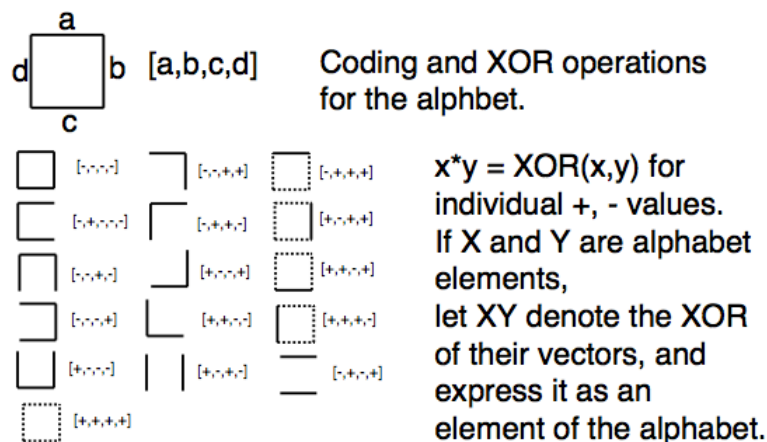 a
d
b
[a,b,c,d]
c
Coding and XOR operations
for the alphbet.
[-,-,-,-]
[-,-,+,+]
[-,+,+,+]
[-,+,-,-]
[-,+,+,-]
[+,-,+,+]
[-,-,+,-]
[+,-,-,+]
[+,+,-,+]
[-,-,-,+]
[+,+,-,-]
[+,+,+,-]
[+,-,-,-]
[+,-,+,-]
[-,+,-,+]
[+,+,+,+]
x*y = XOR(x,y) for
individual +, - values.
If X and Y are alphabet
elements,
let XY denote the XOR
of their vectors, and
express it as an
element of the alphabet.